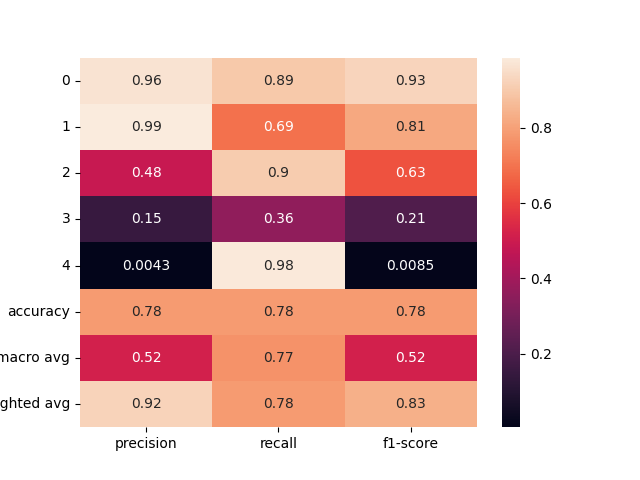 0 0.96 0.89 0.93
1 0.99 0.69 0.81
2 0.48 0.9 0.63
3 0.15 0.36 0.21
4 0.0043 0.98 0.0085
accuracy 0.78 0.78 0.78
macro avg 0.52 0.77 0.52
ghted avg 0.92 0.78 0.83
precision recall f1-score
0.8
0.6
0.4
0.2